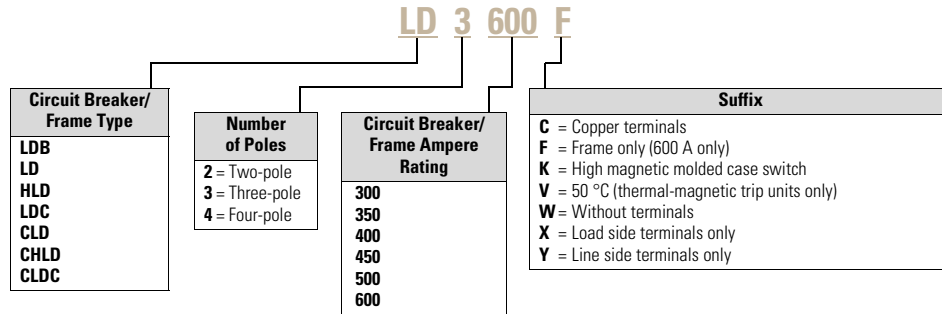 LD 3 600 F
Circuit Breaker/
Frame Type
LDB
LD
HLD
LDC
CLD
CHLD
CLDC
Number
of Poles
2 = Two-pole
3 = Three-pole
4 = Four-pole
Circuit Breaker/
Frame Ampere
Rating
300
350
400
450
500
600
Suffix
C = Copper terminals
F = Frame only (600 A only)
K = High magnetic molded case switch
V = 50 °C (thermal-magnetic trip units only)
W = Without terminals
X = Load side terminals only
Y = Line side terminals only